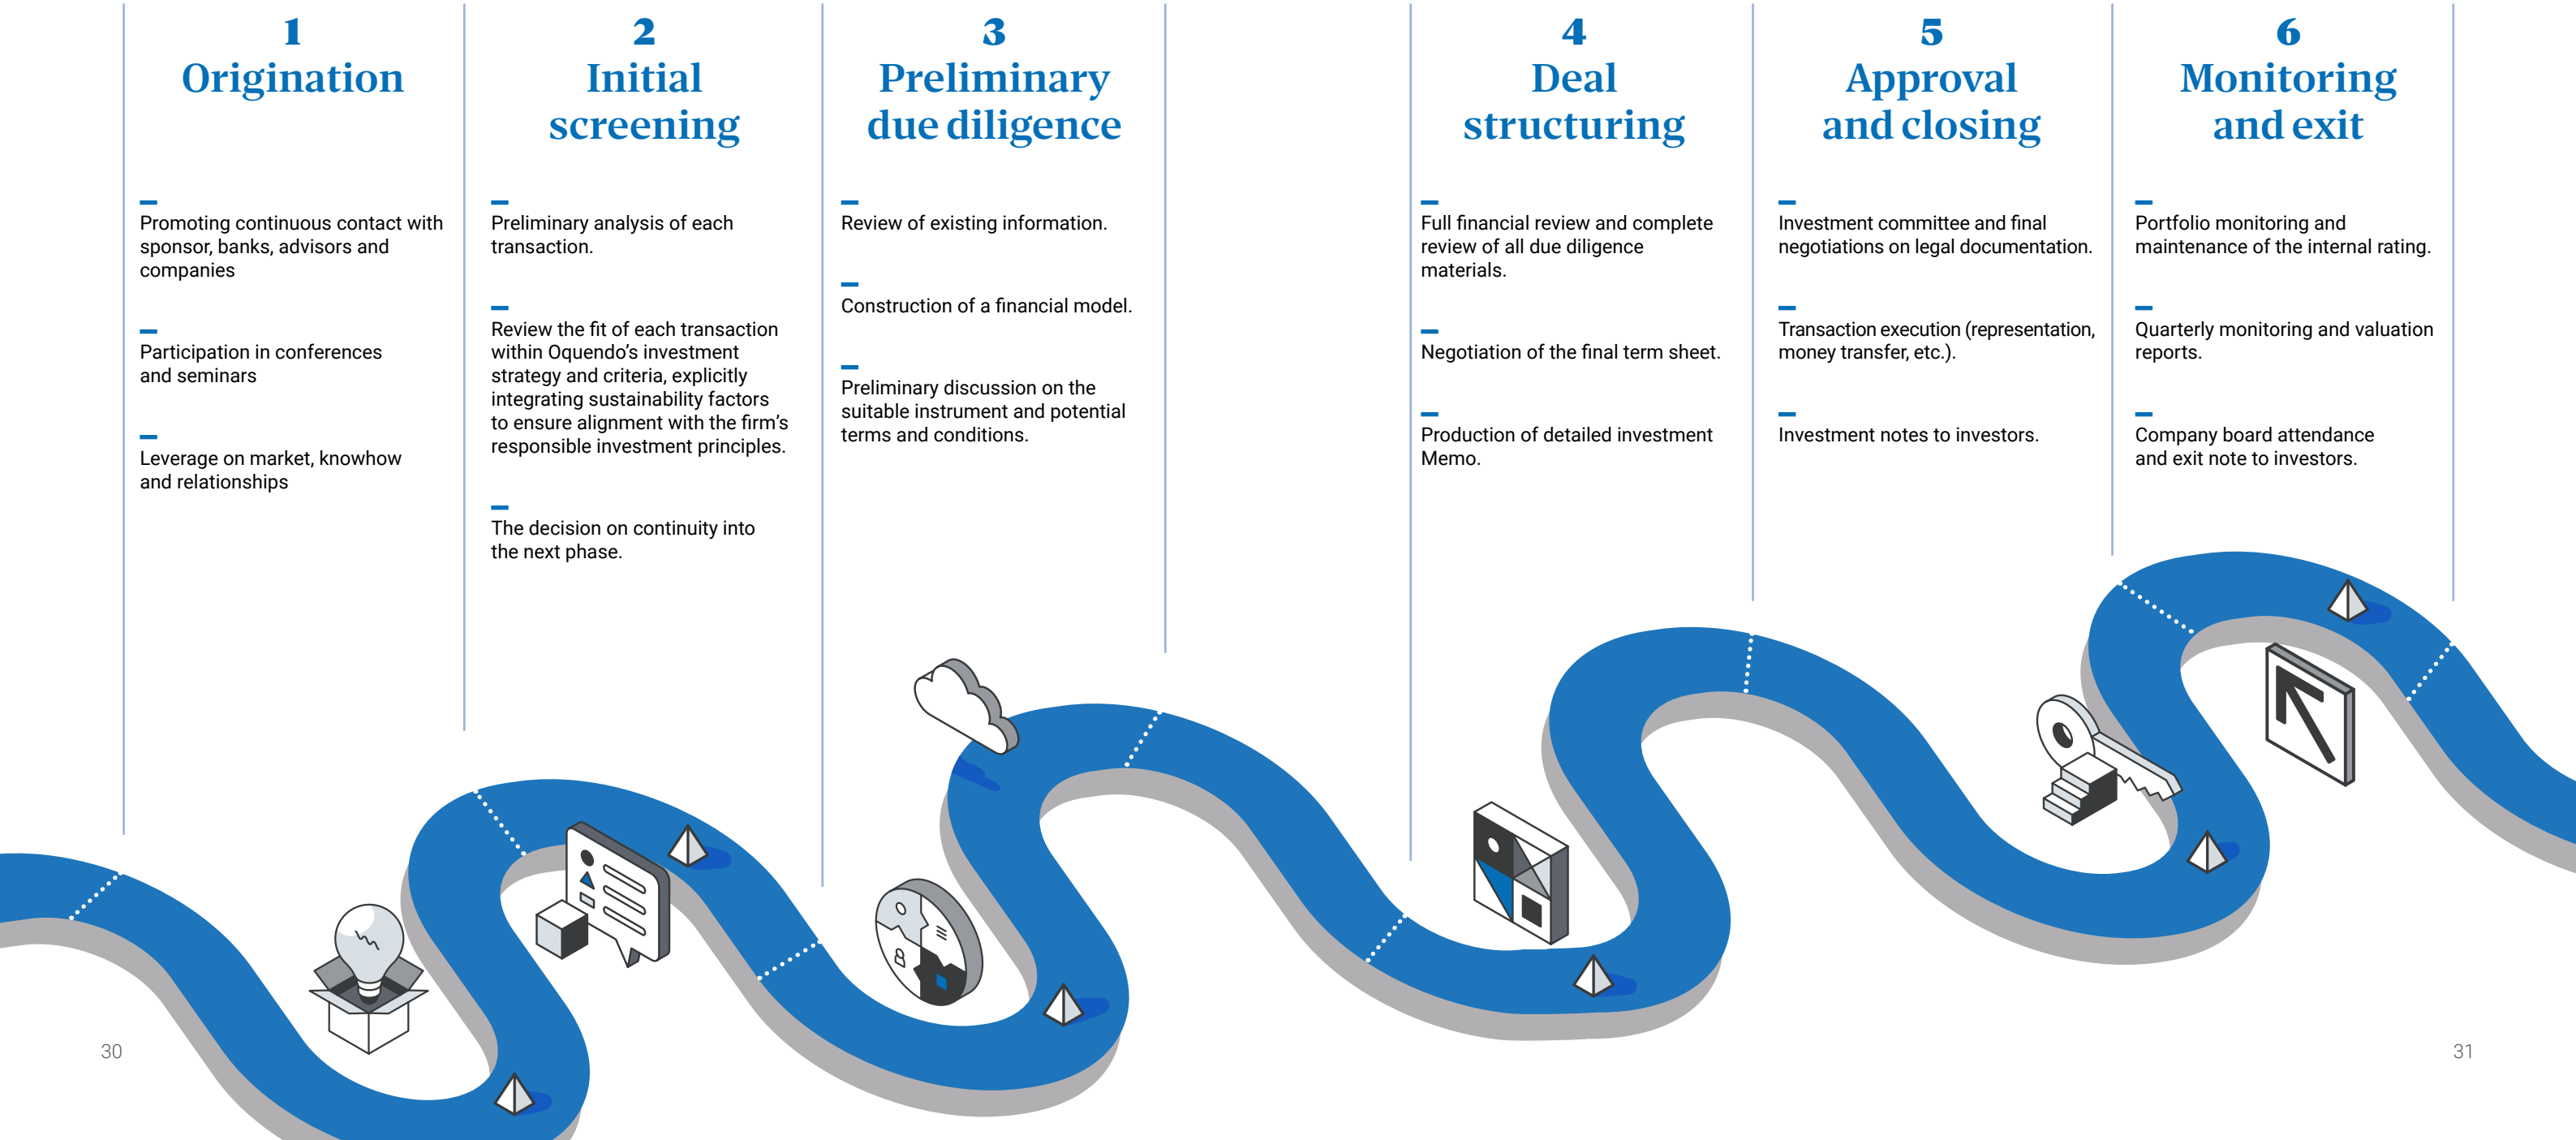 1
Origination
Promoting continuous contact with
sponsor, banks, advisors and
companies
Participation in conferences
and seminars
Leverage on market, knowhow
and relationships
2
Initial
screening
Preliminary analysis of each
transaction.
Review the fit of each transaction
within Oquendo’s investment
strategy and criteria, explicitly
integrating sustainability factors
to ensure alignment with the firm’s
responsible investment principles.
The decision on continuity into
the next phase.
3
Preliminary
due diligence
Review of existing information.
Construction of a financial model.
Preliminary discussion on the
suitable instrument and potential
terms and conditions.
4
Deal
structuring
Full financial review and complete
review of all due diligence
materials.
Negotiation of the final term sheet.
Production of detailed investment
Memo.
5
Approval
and closing
Investment committee and final
negotiations on legal documentation.
Transaction execution (representation,
money transfer, etc.).
Investment notes to investors.
6
Monitoring
and exit
Portfolio monitoring and
maintenance of the internal rating.
Quarterly monitoring and valuation
reports.
Company board attendance
and exit note to investors.
30
31